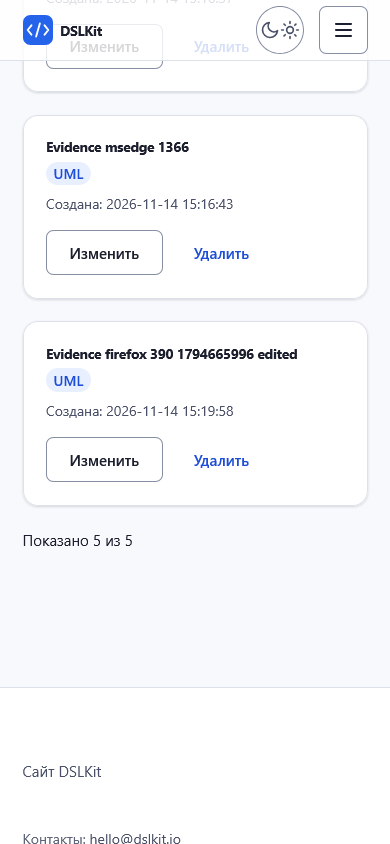 DSLKit
Изменить Удалить
Evidence msedge 1366
UML
Создана: 2026-11-14 15:16:43
Изменить Удалить
Evidence firefox 390 1794665996 edited
UML
Создана: 2026-11-14 15:19:58
Изменить Удалить
Показано 5 из 5
Сайт DSLKit
Контакты: hello@dslkit.io